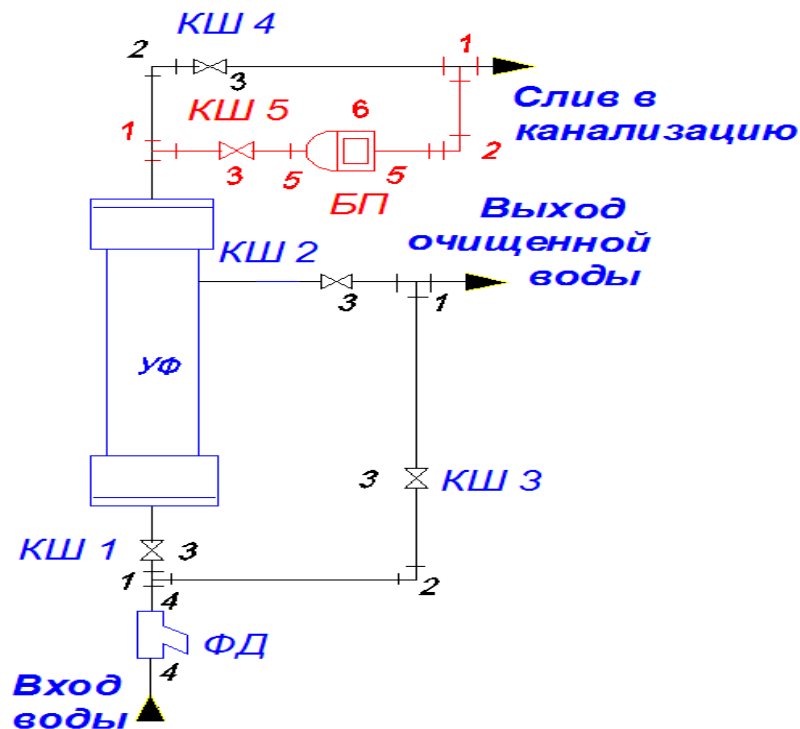 КШ 4
2
3
1
Слив в
канализацию
КШ 5
6
1
3
5
5
2
БП
Выход
очищенной
воды
КШ 2
3
1
УФ
3
КШ 3
КШ 1
3
1
2
4
ФД
4
Вход
воды